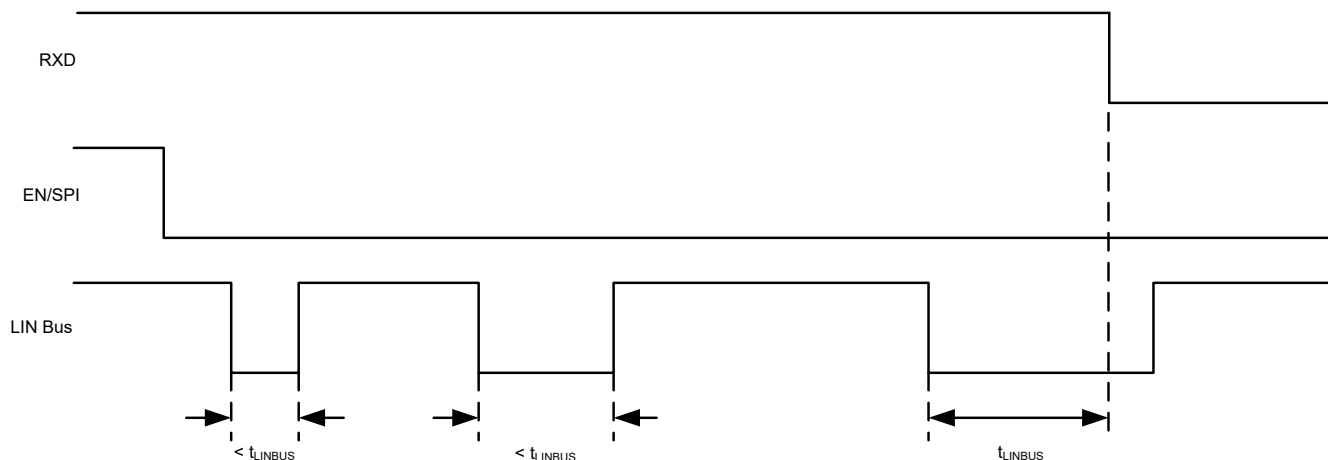 RXD
EN/SPI
LIN Bus
< tLINBUS
< tLINBUS
tLINBUS